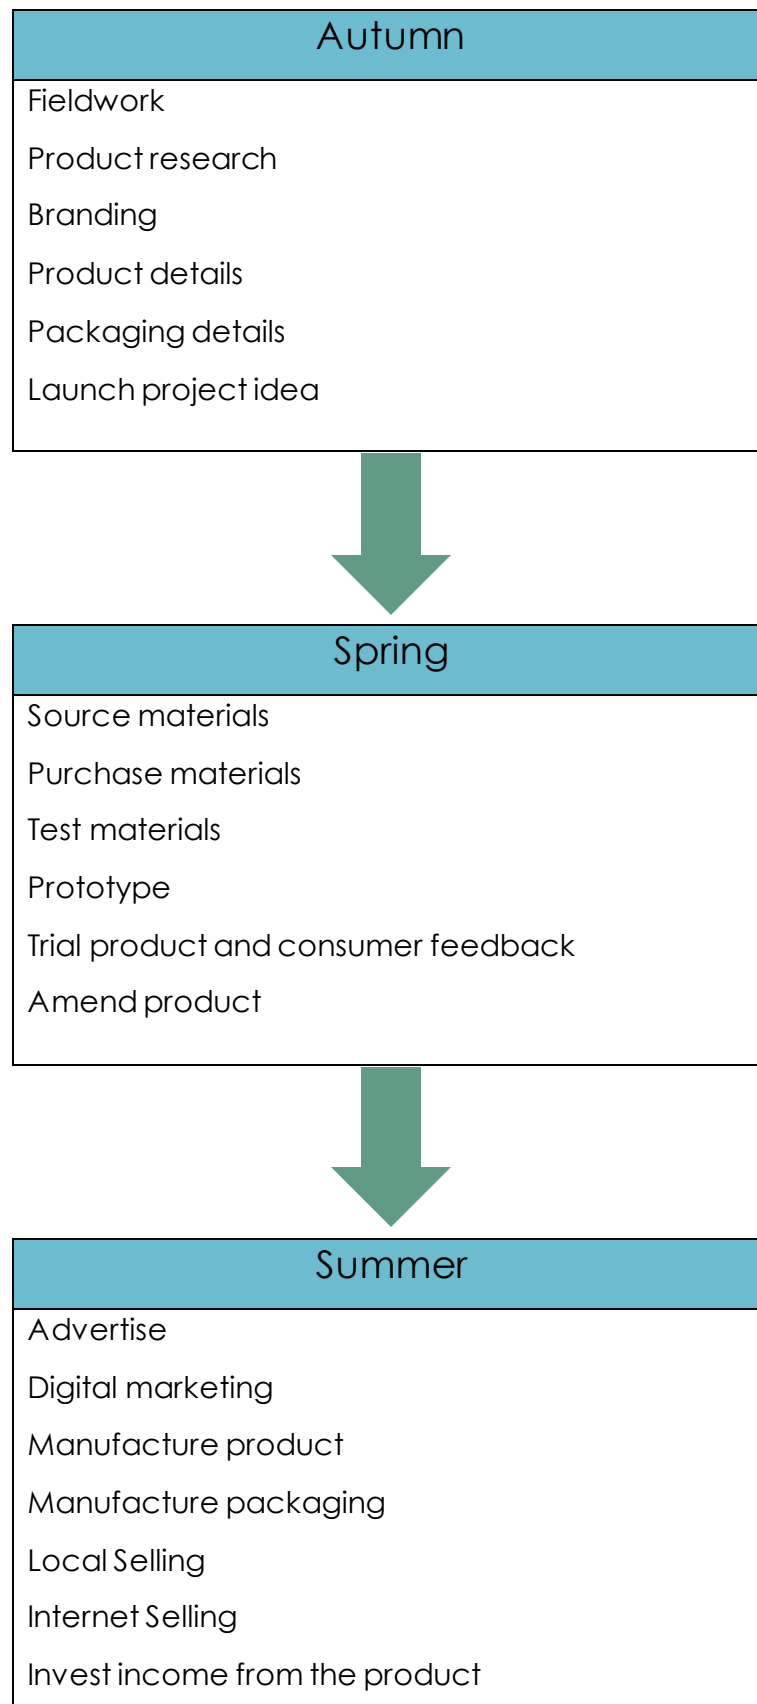 Autumn
Fieldwork
Product research
Branding
Product details
Packaging details
Launch project idea
Spring
Source materials
Purchase materials
Test materials
Prototype
Trial product and consumer feedback
Amend product
Summer
Advertise
Digital marketing
Manufacture product
Manufacture packaging
Local Selling
Internet Selling
Invest income from the product